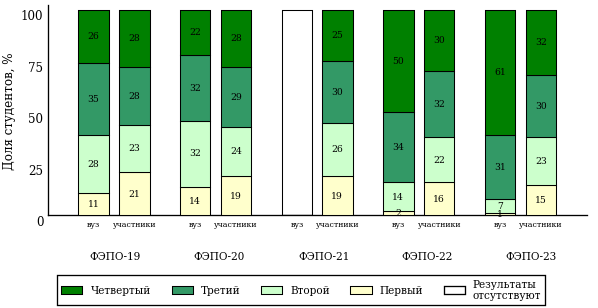 Доля студентов, %
100
75
50
25
0
26 28 22 28 25 50 30 61 32
35 28 32 29 30 34 32 31 30
28 23 32 24 26 14 22 7 23
11 21 14 19 19 2 16 1 15
вуз участники вуз участники вуз участники вуз участники вуз участники
ФЭПО-19 ФЭПО-20 ФЭПО-21 ФЭПО-22 ФЭПО-23
Четвертый Третий Второй Первый Результаты
отсутствуют